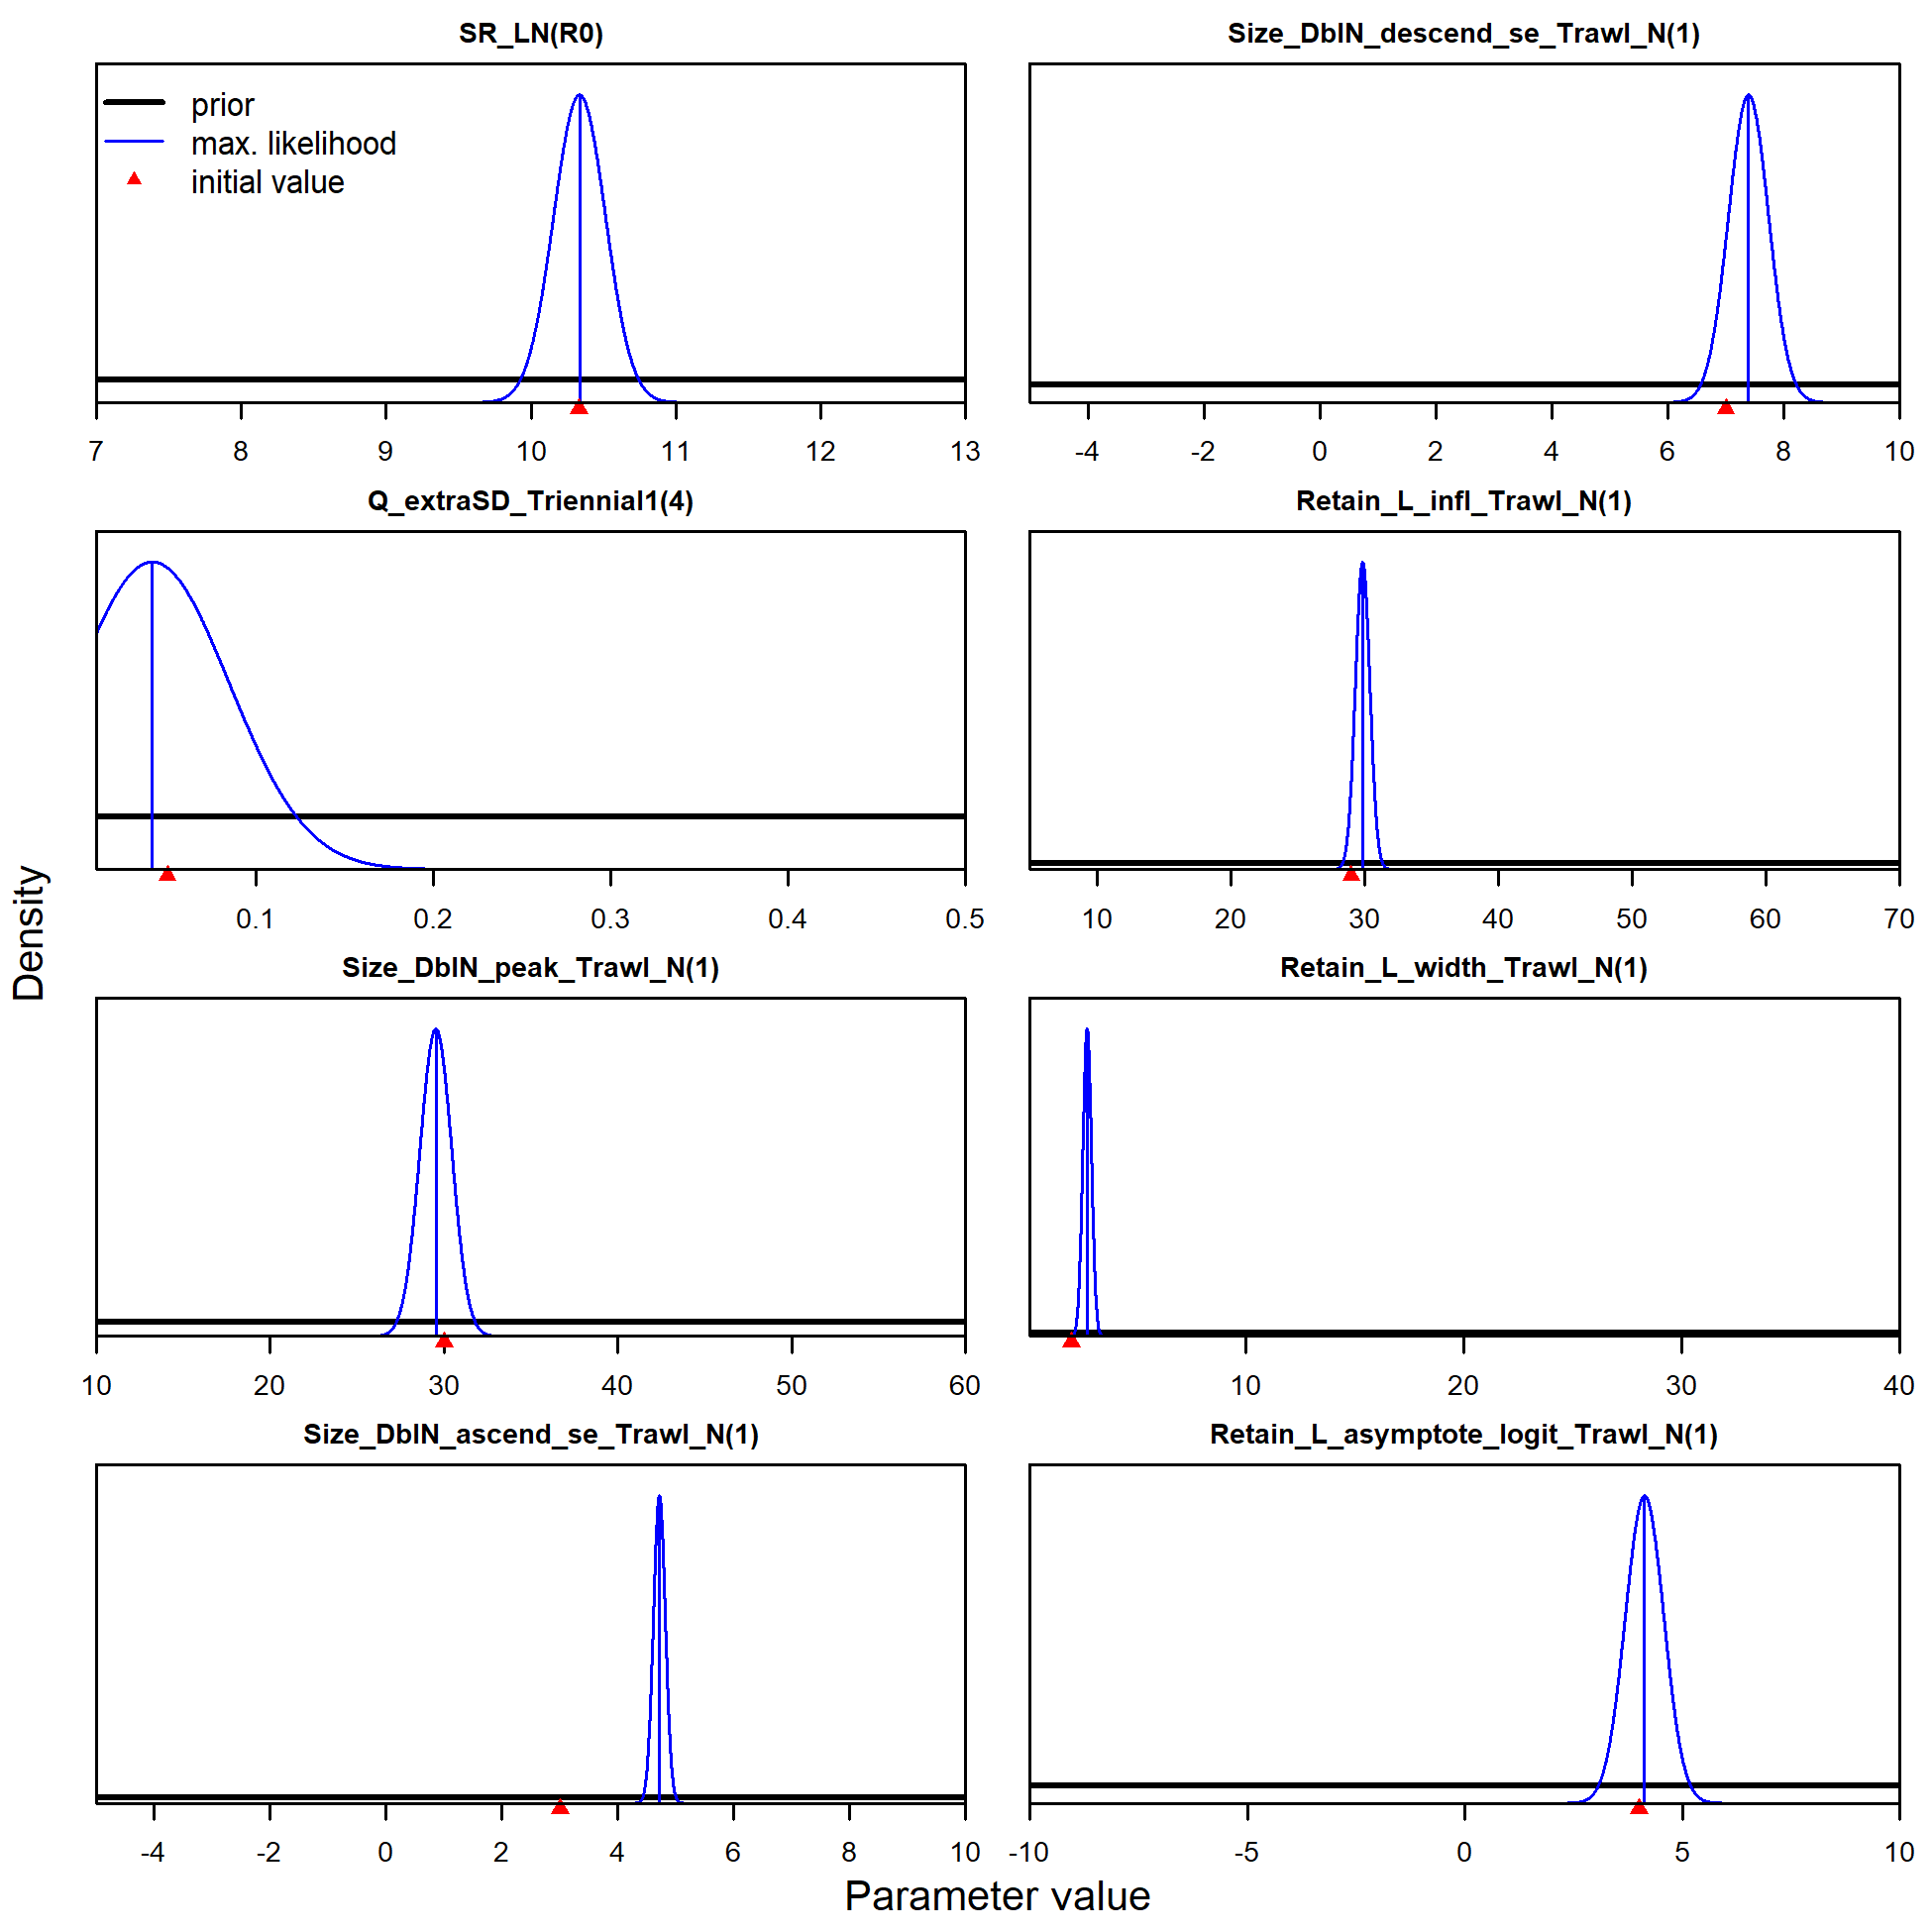 SR_LN(R0)
prior
max. likelihood
initial value
7 8 9 10 11 12 13
Size_DblN_descend_se_Trawl_N(1)
-4 -2 0 2 4 6 8 10
Q_extraSD_Triennial1(4)
0.1 0.2 0.3 0.4 0.5
Retain_L_infl_Trawl_N(1)
10 20 30 40 50 60 70
Size_DblN_peak_Trawl_N(1)
10 20 30 40 50 60
Retain_L_width_Trawl_N(1)
10 20 30 40
Size_DblN_ascend_se_Trawl_N(1)
-4 -2 0 2 4 6 8 10
Retain_L_asymptote_logit_Trawl_N(1)
-10 -5 0 5 10
Density
Parameter value